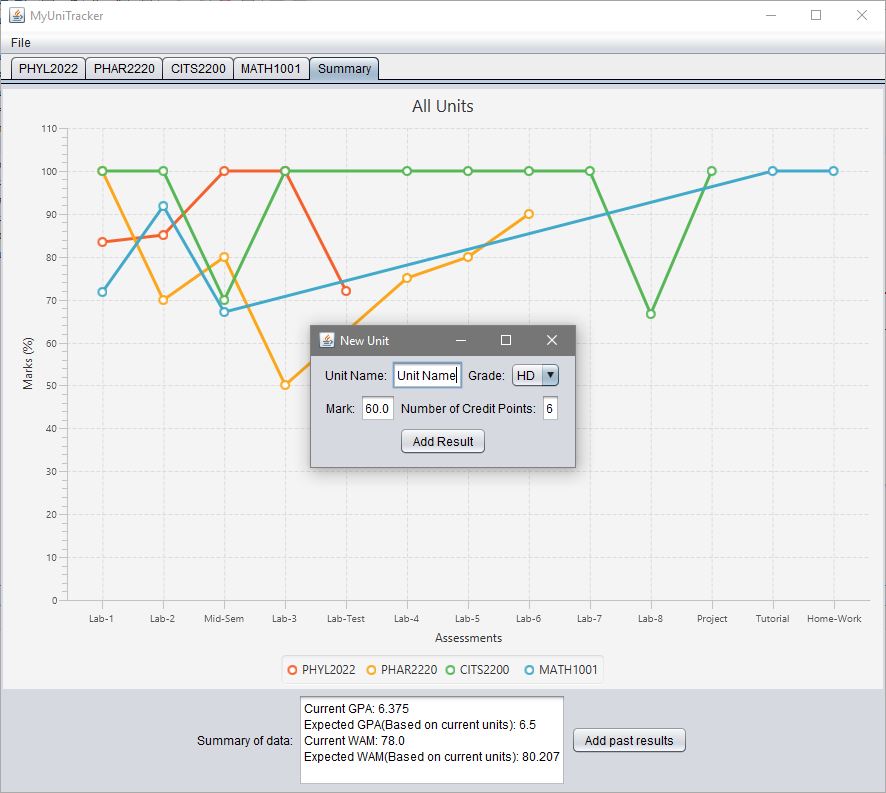 MyUniTracker
File
PHYL2022 PHAR2220 CITS2200 MATH1001 Summary
All Units
110
100
90
80
70
60
50
40
30
20
10
0
Marks (%)
New Unit
Unit Name: Unit Name Grade: HD
Mark: 60.0 Number of Credit Points: 6
Add Result
Lab-1 Lab-2 Mid-Sem Lab-3 Lab-Test Lab-4 Lab-5 Lab-6 Lab-7 Lab-8 Project Tutorial Home-Work
Assessments
PHYL2022 PHAR2220 CITS2200 MATH1001
Summary of data:
Current GPA: 6.375
Expected GPA(Based on current units): 6.5
Current WAM: 78.0
Expected WAM(Based on current units): 80.207
Add past results